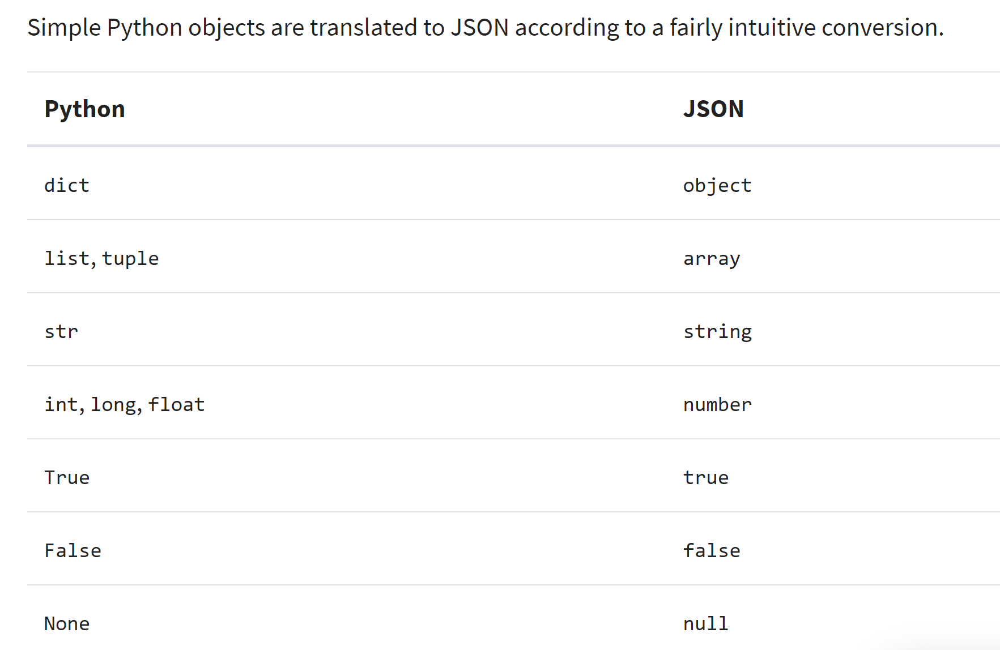 Simple Python objects are translated to JSON according to a fairly intuitive conversion.
Python JSON
dict object
list, tuple array
str string
int, long, float number
True true
False false
None null